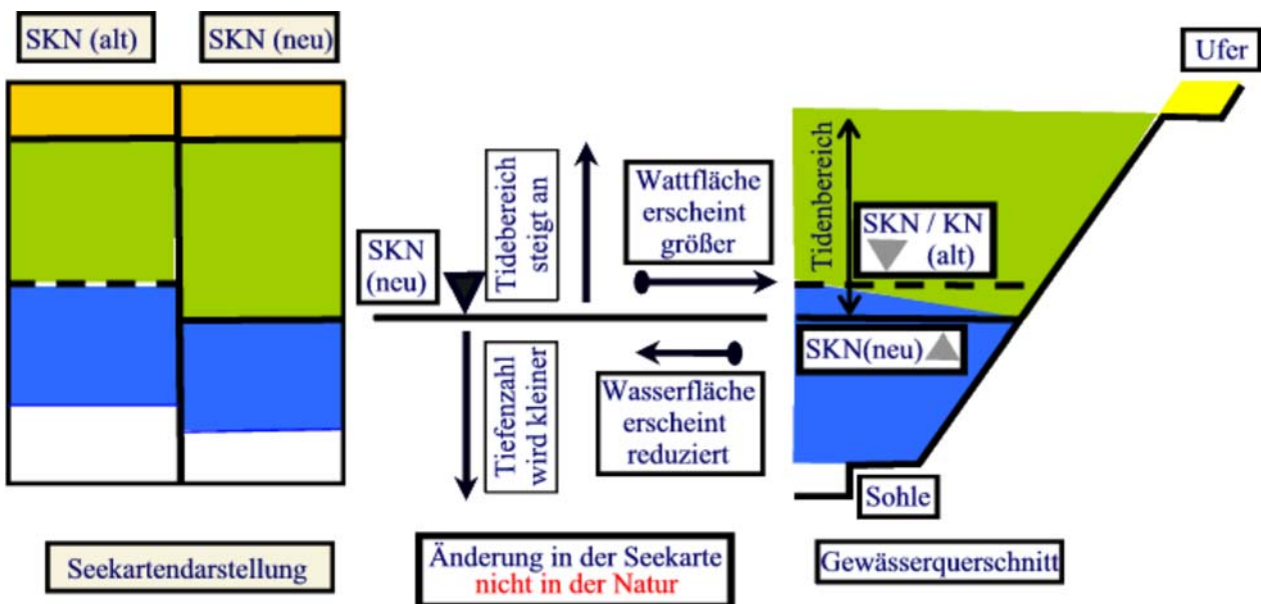 SKN (alt)
SKN (neu)
Ufer
SKN
(neu)
Tidebereich
steigt an
Wattfläche
erscheint
größer
Tidenbereich
SKN / KN
(alt)
SKN(neu)
Tiefenzahl
wird kleiner
Wasserfläche
erscheint
reduziert
Sohle
Seekartendarstellung
Änderung in der Seekarte
nicht in der Natur
Gewässerquerschnitt